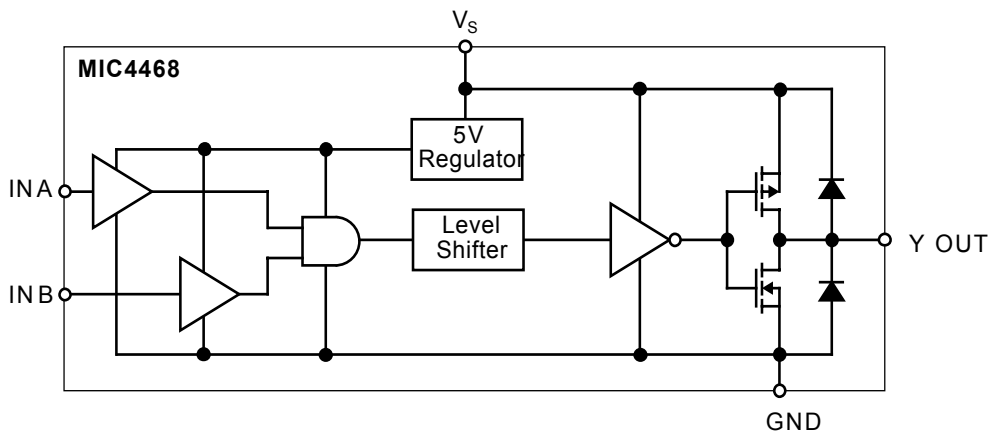 VS
MIC4468
5V
Regulator
INA
INB
Level
Shifter
Y OUT
GND